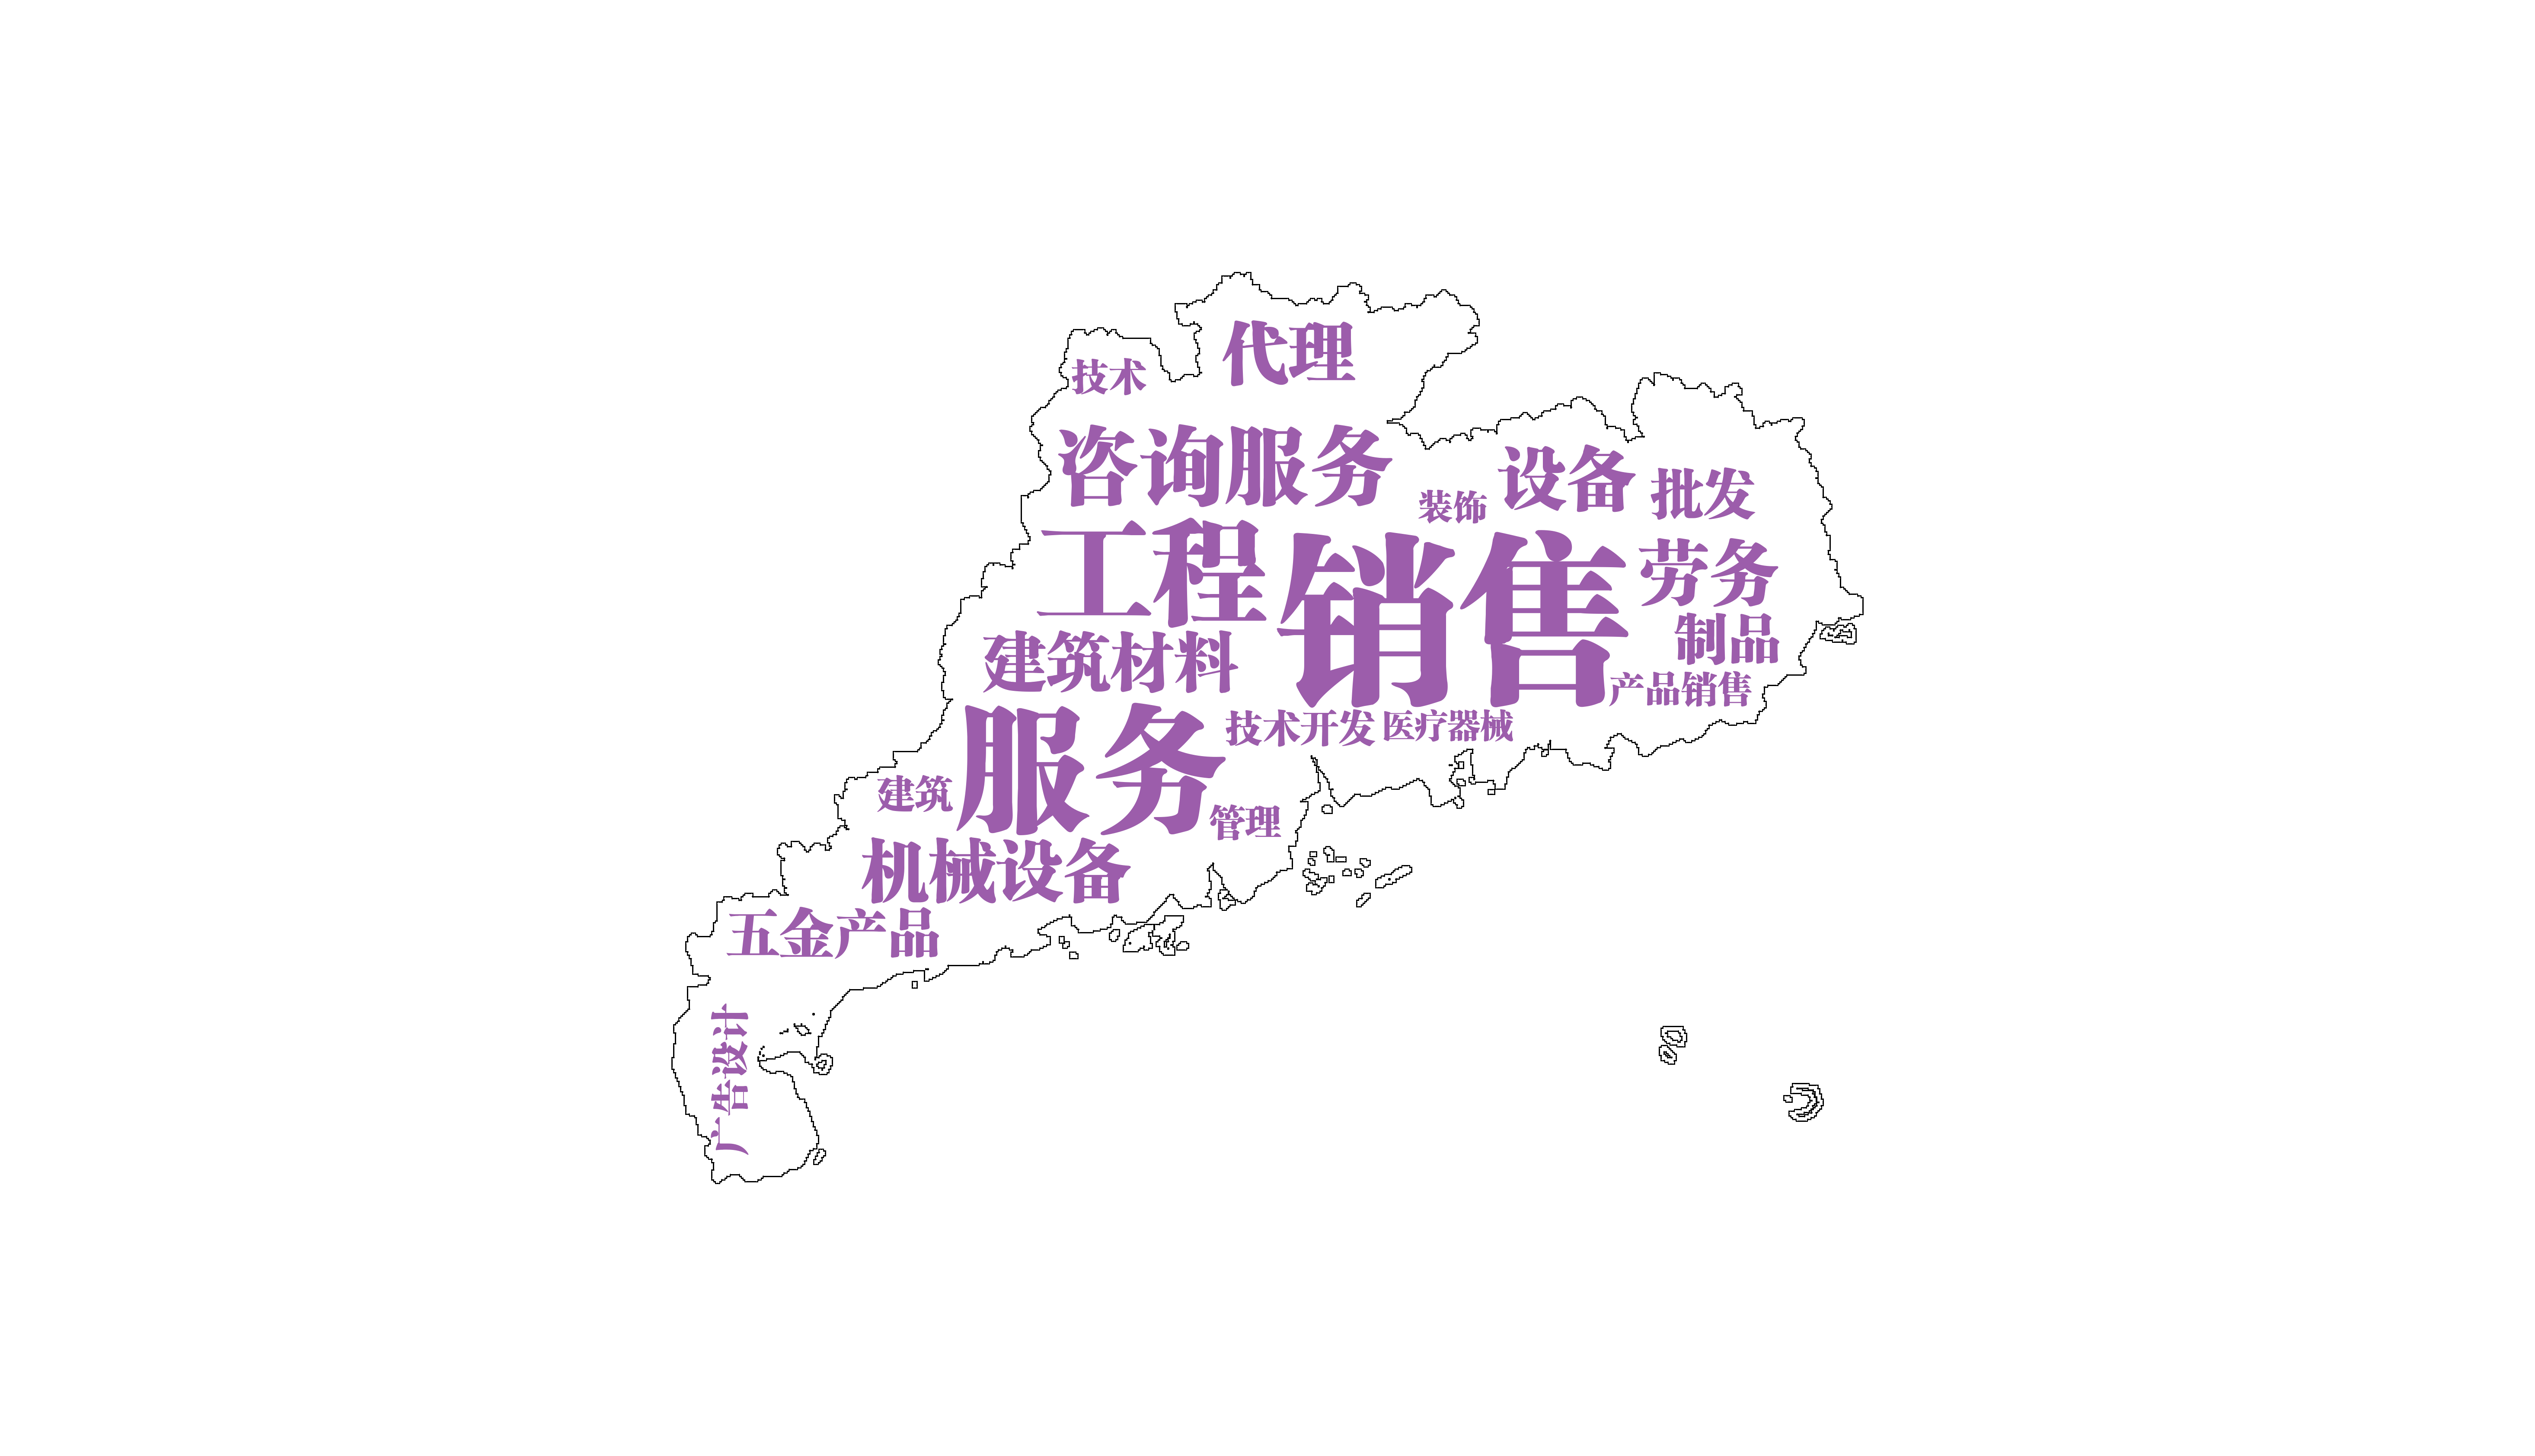 代理
技术
咨询服务
设备
批发
装饰
工程
销售
劳务
制品
建筑材料
产品销售
服务
技术开发
医疗器械
建筑
管理
机械设备
五金产品
广告设计